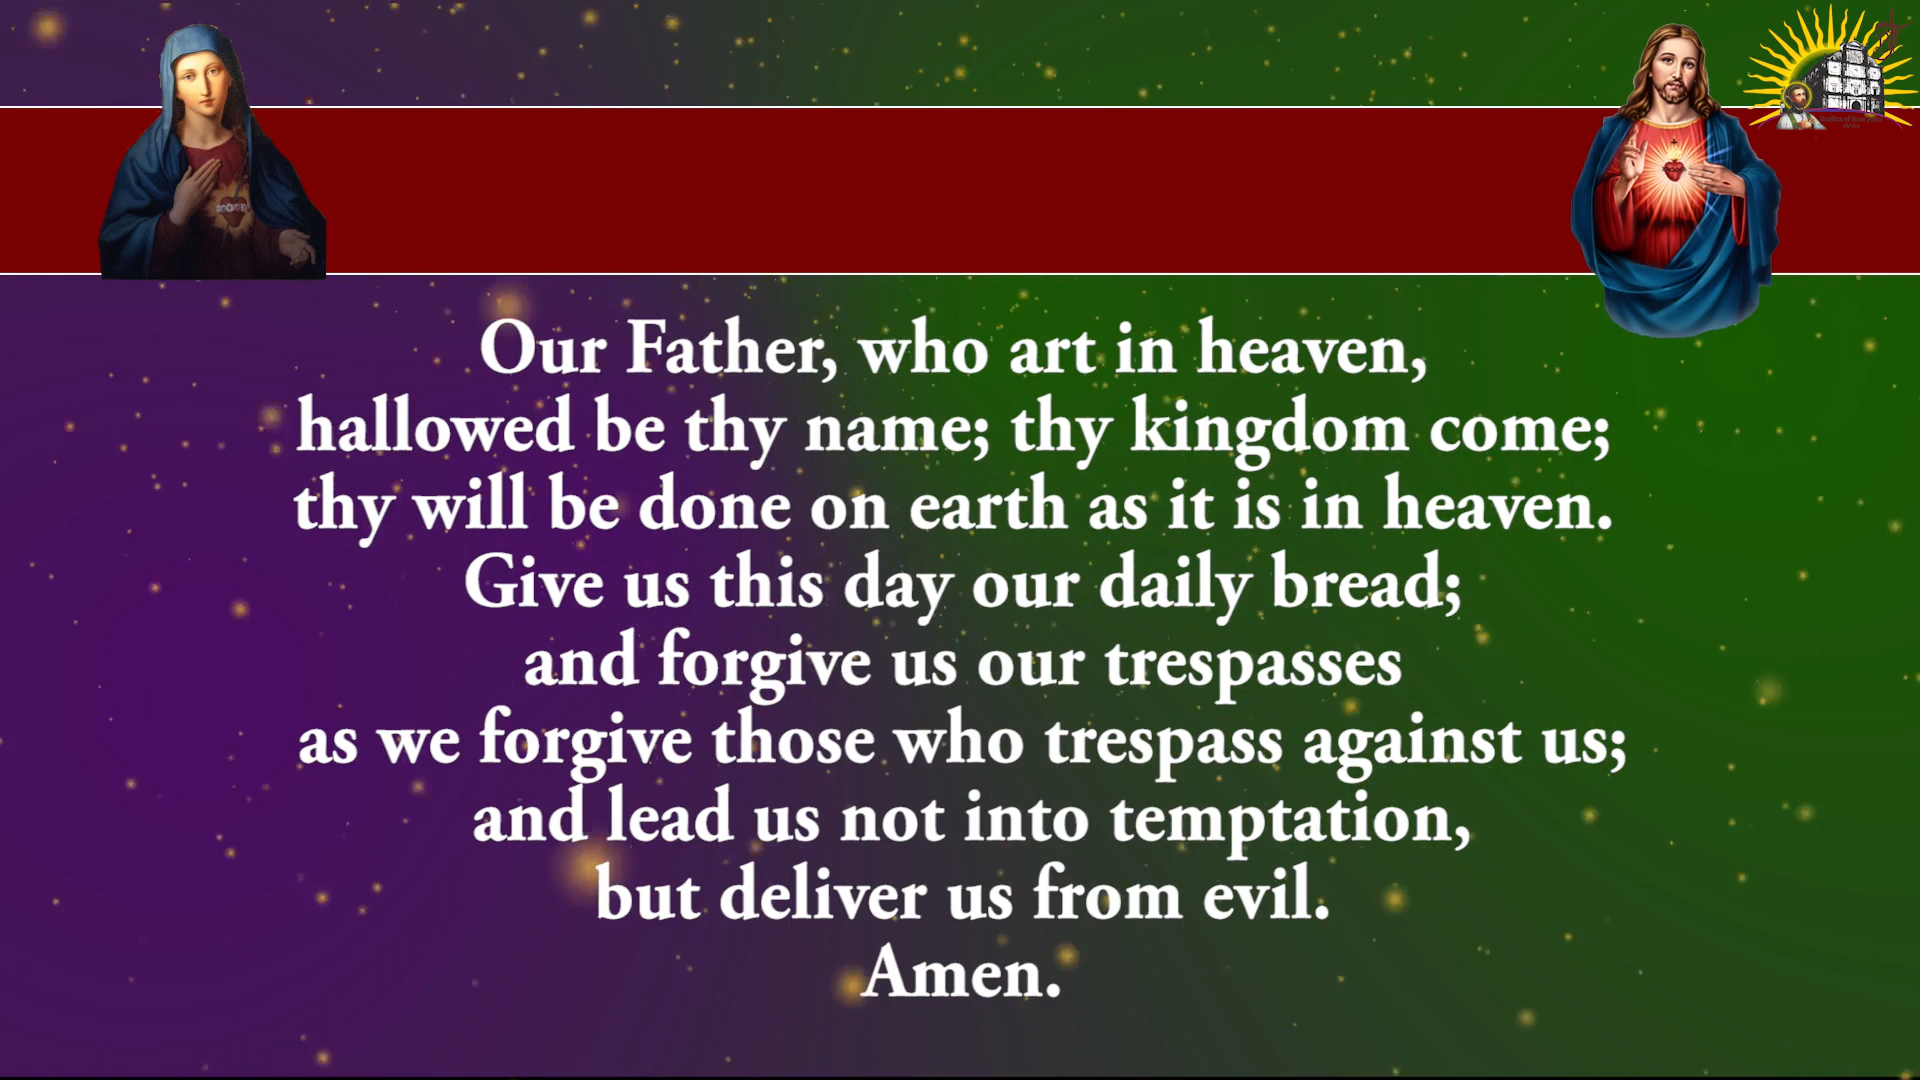 Our Father, who art in heaven,
hallowed be thy name; thy kingdom come;
thy will be done on earth as it is in heaven.
Give us this day our daily bread;
and forgive us our trespasses
as we forgive those who trespass against us;
and lead us not into temptation,
but deliver us from evil.
Amen.